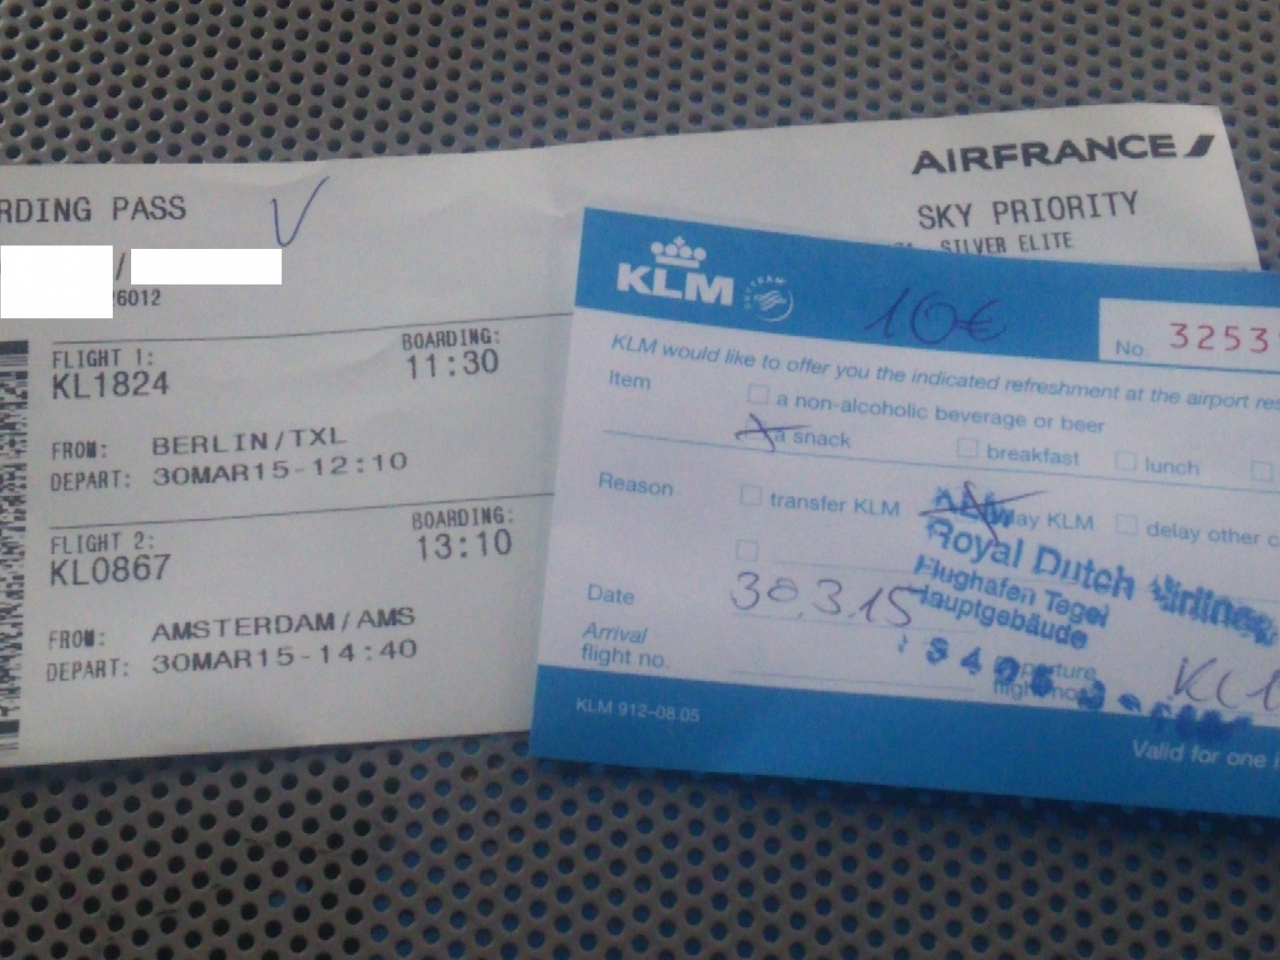 RDING PASS
AIRFRANCE
SKY PRIORITY
SILVER ELITE
/
6012
FLIGHT 1: BOARDING:
KL1824 11:30
FROM: BERLIN/TXL
DEPART: 30MAR15-12:10
FLIGHT 2: BOARDING:
KL0867 13:10
FROM: AMSTERDAM/AMS
DEPART: 30MAR15-14:40
KLM
SKYTEAM
10€
No. 3253
KLM would like to offer you the indicated refreshment at the airport res
Item
a non-alcoholic beverage or beer
a snack breakfast lunch
Reason
transfer KLM delay KLM delay other c
Royal Dutch Airlines
Flughafen Tegel
Hauptgebäude
Date 30.3.15
Arrival
flight no.
Departure
flight no.
KL1
KLM 912-08.05
Valid for one